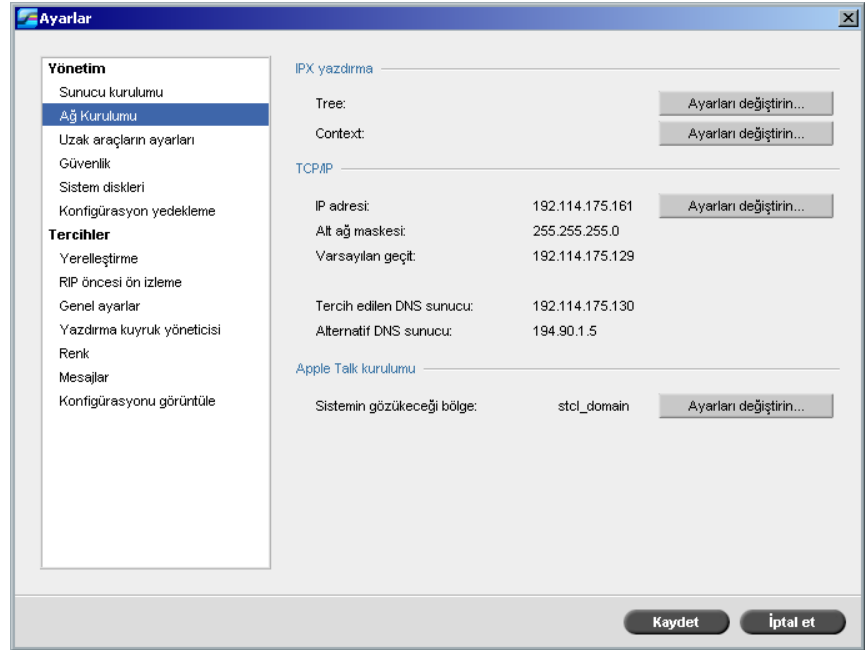 Ayarlar
Yönetim
Sunucu kurulumu
Ağ Kurulumu
Uzak araçların ayarları
Güvenlik
Sistem diskleri
Konfigürasyon yedekleme
Tercihler
Yerelleştirme
RIP öncesi ön izleme
Genel ayarlar
Yazdırma kuyruk yöneticisi
Renk
Mesajlar
Konfigürasyonu görüntüle
IPX yazdırma
Tree: Ayarları değiştirin...
Context: Ayarları değiştirin...
TCP/IP
IP adresi: 192.114.175.161 Ayarları değiştirin...
Alt ağ maskesi: 255.255.255.0
Varsayılan geçit: 192.114.175.129
Tercih edilen DNS sunucu: 192.114.175.130
Alternatif DNS sunucu: 194.90.1.5
Apple Talk kurulumu
Sistemin gözükeceği bölge: stcl_domain Ayarları değiştirin...
Kaydet İptal et